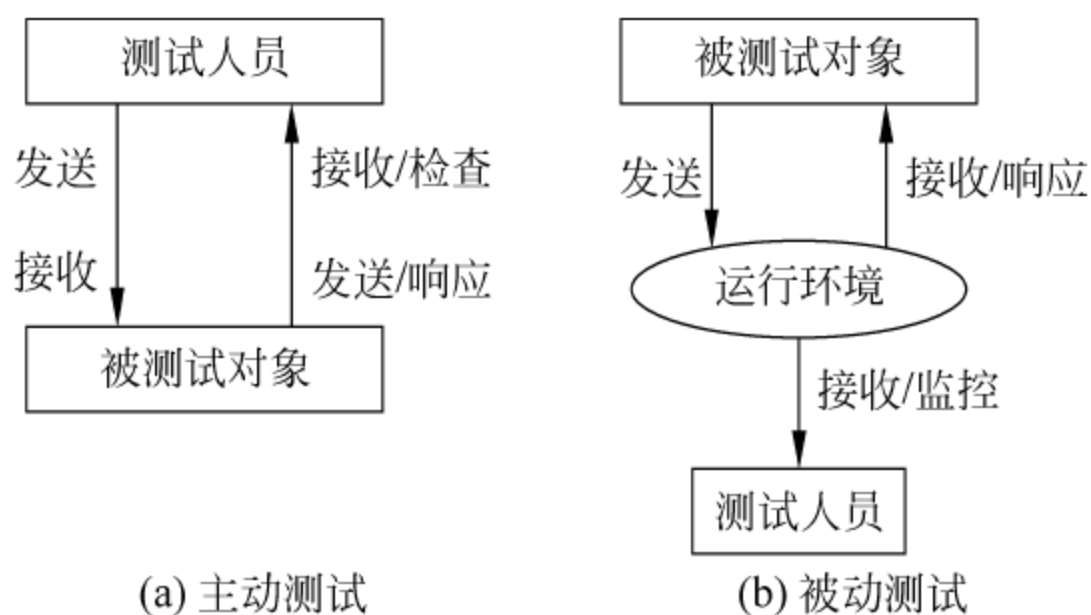 测试人员
发送
接收/检查
接收
发送/响应
被测试对象
(a) 主动测试
被测试对象
发送
接收/响应
运行环境
接收/监控
测试人员
(b) 被动测试